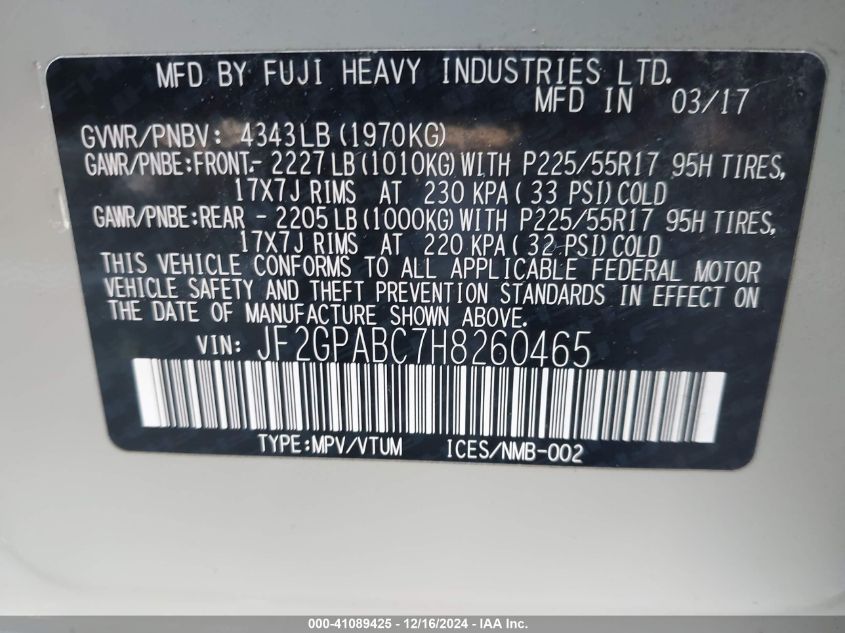 MFD BY FUJI HEAVY INDUSTRIES LTD.
MFD IN 03/17
GVWR/PNBV: 4343LB (1970KG)
GAWR/PNBE:FRONT- 2227 LB (1010KG) WITH P225/55R17 95H TIRES,
17X7J RIMS AT 230 KPA ( 33 PSI) COLD
GAWR/PNBE:REAR - 2205 LB (1000KG) WITH P225/55R17 95H TIRES,
17X7J RIMS AT 220 KPA ( 32 PSI) COLD
THIS VEHICLE CONFORMS TO ALL APPLICABLE FEDERAL MOTOR
VEHICLE SAFETY AND THEFT PREVENTION STANDARDS IN EFFECT ON
THE DATE OF MANUFACTURE SHOWN ABOVE.
VIN: JF2GPABC7H8260465
TYPE:MPV/VTUM ICES/NMB-002
000-41089425 - 12/16/2024 - IAA Inc.